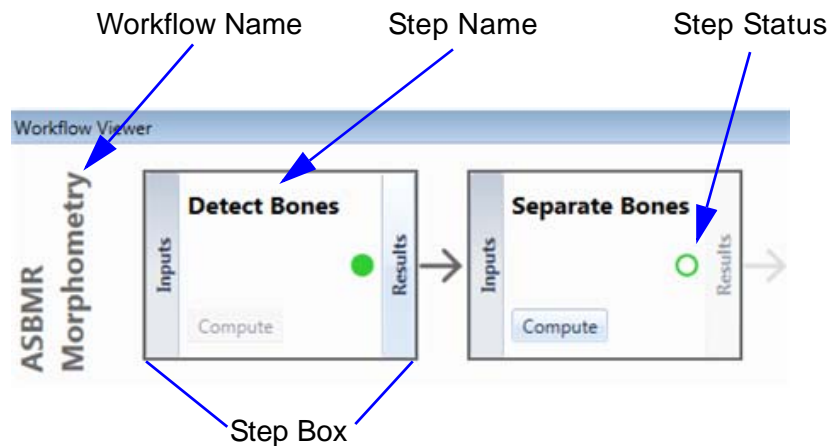 Workflow Name
Step Name
Step Status
Workflow Viewer
ASBMR
Morphometry
Inputs
Detect Bones
Compute
Results
Inputs
Separate Bones
Compute
Results
Step Box